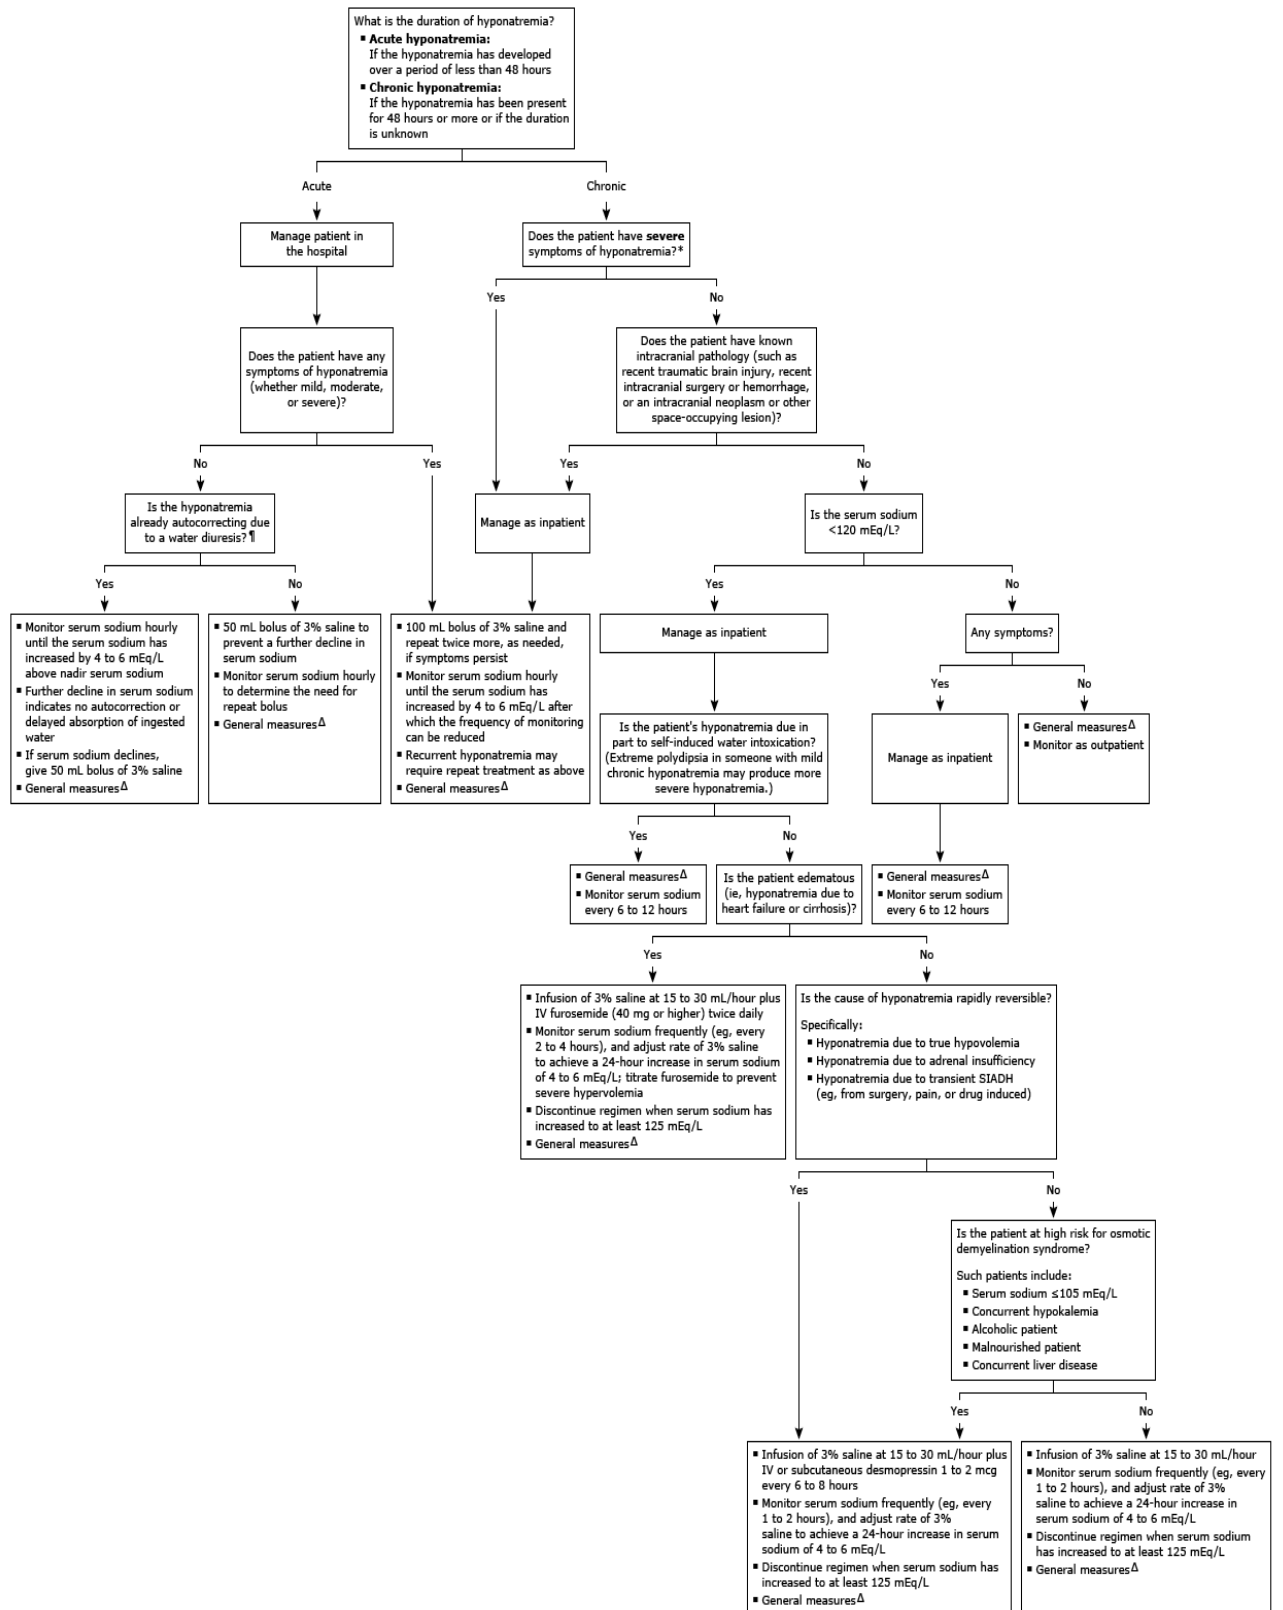 What is the duration of hyponatremia?
▪ Acute hyponatremia:
If the hyponatremia has developed
over a period of less than 48 hours
▪ Chronic hyponatremia:
If the hyponatremia has been present
for 48 hours or more or if the duration
is unknown
Acute
Chronic
Manage patient in
the hospital
Does the patient have severe
symptoms of hyponatremia?*
Yes
No
Does the patient have any
symptoms of hyponatremia
(whether mild, moderate,
or severe)?
Does the patient have known
intracranial pathology (such as
recent traumatic brain injury, recent
intracranial surgery or hemorrhage,
or an intracranial neoplasm or other
space-occupying lesion)?
No
Yes
Yes
No
Is the hyponatremia
already autocorrecting due
to a water diuresis?¶
Manage as inpatient
Is the serum sodium
<120 mEq/L?
Yes
No
Yes
No
▪ Monitor serum sodium hourly
until the serum sodium has
increased by 4 to 6 mEq/L
above nadir serum sodium
▪ Further decline in serum sodium
indicates no autocorrection or
delayed absorption of ingested
water
▪ If serum sodium declines,
give 50 mL bolus of 3% saline
▪ General measuresΔ
▪ 50 mL bolus of 3% saline to
prevent a further decline in
serum sodium
▪ Monitor serum sodium hourly
to determine the need for
repeat bolus
▪ General measuresΔ
▪ 100 mL bolus of 3% saline and
repeat twice more, as needed,
if symptoms persist
▪ Monitor serum sodium hourly
until the serum sodium has
increased by 4 to 6 mEq/L after
which the frequency of monitoring
can be reduced
▪ Recurrent hyponatremia may
require repeat treatment as above
▪ General measuresΔ
Manage as inpatient
Any symptoms?
Yes
No
Is the patient's hyponatremia due in
part to self-induced water intoxication?
(Extreme polydipsia in someone with mild
chronic hyponatremia may produce more
severe hyponatremia.)
Manage as inpatient
▪ General measuresΔ
▪ Monitor as outpatient
Yes
No
▪ General measuresΔ
▪ Monitor serum sodium
every 6 to 12 hours
Is the patient edematous
(ie, hyponatremia due to
heart failure or cirrhosis)?
▪ General measuresΔ
▪ Monitor serum sodium
every 6 to 12 hours
Yes
No
▪ Infusion of 3% saline at 15 to 30 mL/hour plus
IV furosemide (40 mg or higher) twice daily
▪ Monitor serum sodium frequently (eg, every
2 to 4 hours), and adjust rate of 3% saline
to achieve a 24-hour increase in serum sodium
of 4 to 6 mEq/L; titrate furosemide to prevent
severe hypervolemia
▪ Discontinue regimen when serum sodium has
increased to at least 125 mEq/L
▪ General measuresΔ
Is the cause of hyponatremia rapidly reversible?
Specifically:
▪ Hyponatremia due to true hypovolemia
▪ Hyponatremia due to adrenal insufficiency
▪ Hyponatremia due to transient SIADH
(eg, from surgery, pain, or drug induced)
Yes
No
Is the patient at high risk for osmotic
demyelination syndrome?
Such patients include:
▪ Serum sodium ≤105 mEq/L
▪ Concurrent hypokalemia
▪ Alcoholic patient
▪ Malnourished patient
▪ Concurrent liver disease
Yes
No
▪ Infusion of 3% saline at 15 to 30 mL/hour plus
IV or subcutaneous desmopressin 1 to 2 mcg
every 6 to 8 hours
▪ Monitor serum sodium frequently (eg, every
1 to 2 hours), and adjust rate of 3%
saline to achieve a 24-hour increase in serum
sodium of 4 to 6 mEq/L
▪ Discontinue regimen when serum sodium has
increased to at least 125 mEq/L
▪ General measuresΔ
▪ Infusion of 3% saline at 15 to 30 mL/hour
▪ Monitor serum sodium frequently (eg, every
1 to 2 hours), and adjust rate of 3%
saline to achieve a 24-hour increase in
serum sodium of 4 to 6 mEq/L
▪ Discontinue regimen when serum sodium
has increased to at least 125 mEq/L
▪ General measuresΔ